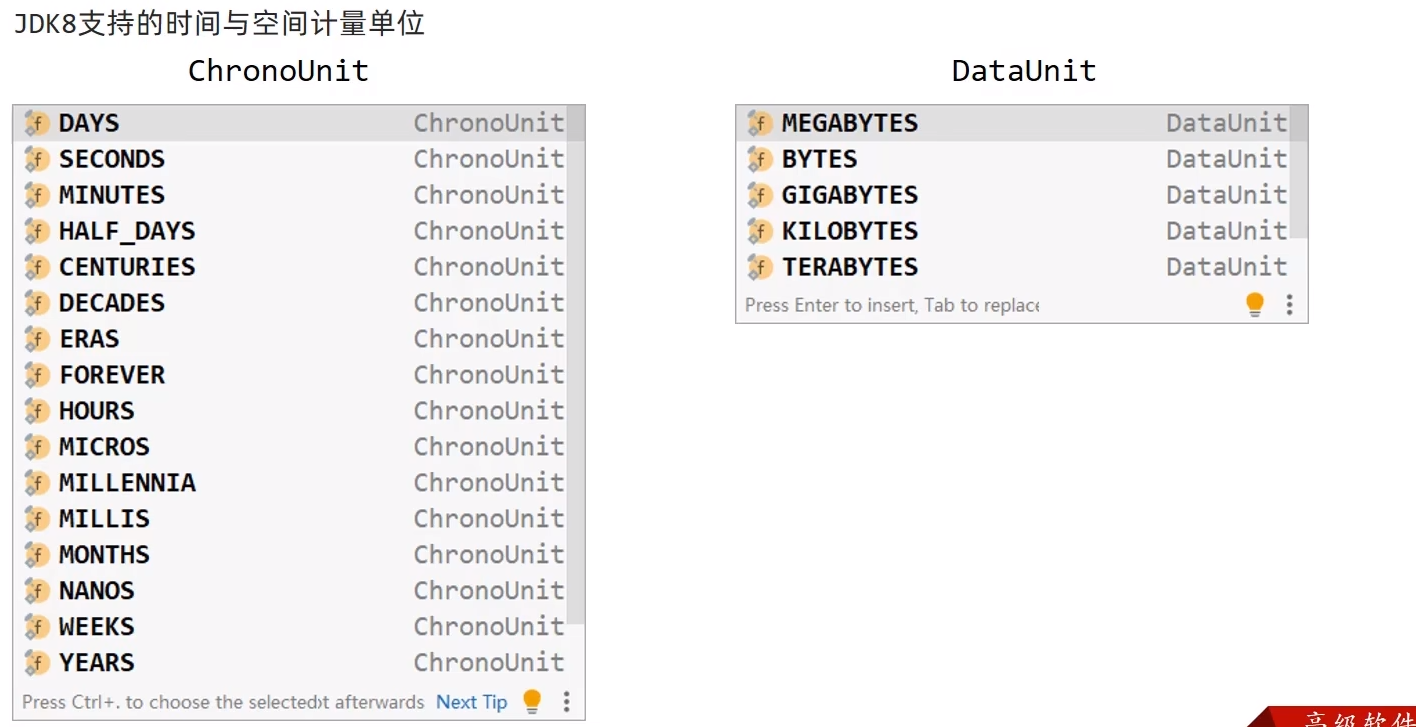 JDK8支持的时间与空间计量单位
ChronoUnit
DAYS ChronoUnit
SECONDS ChronoUnit
MINUTES ChronoUnit
HALF_DAYS ChronoUnit
CENTURIES ChronoUnit
DECADES ChronoUnit
ERAS ChronoUnit
FOREVER ChronoUnit
HOURS ChronoUnit
MICROS ChronoUnit
MILLENNIA ChronoUnit
MILLIS ChronoUnit
MONTHS ChronoUnit
NANOS ChronoUnit
WEEKS ChronoUnit
YEARS ChronoUnit
Press Ctrl+. to choose the selected afterwards Next Tip
DataUnit
MEGABYTES DataUnit
BYTES DataUnit
GIGABYTES DataUnit
KILOBYTES DataUnit
TERABYTES DataUnit
Press Enter to insert, Tab to replace
高级软件